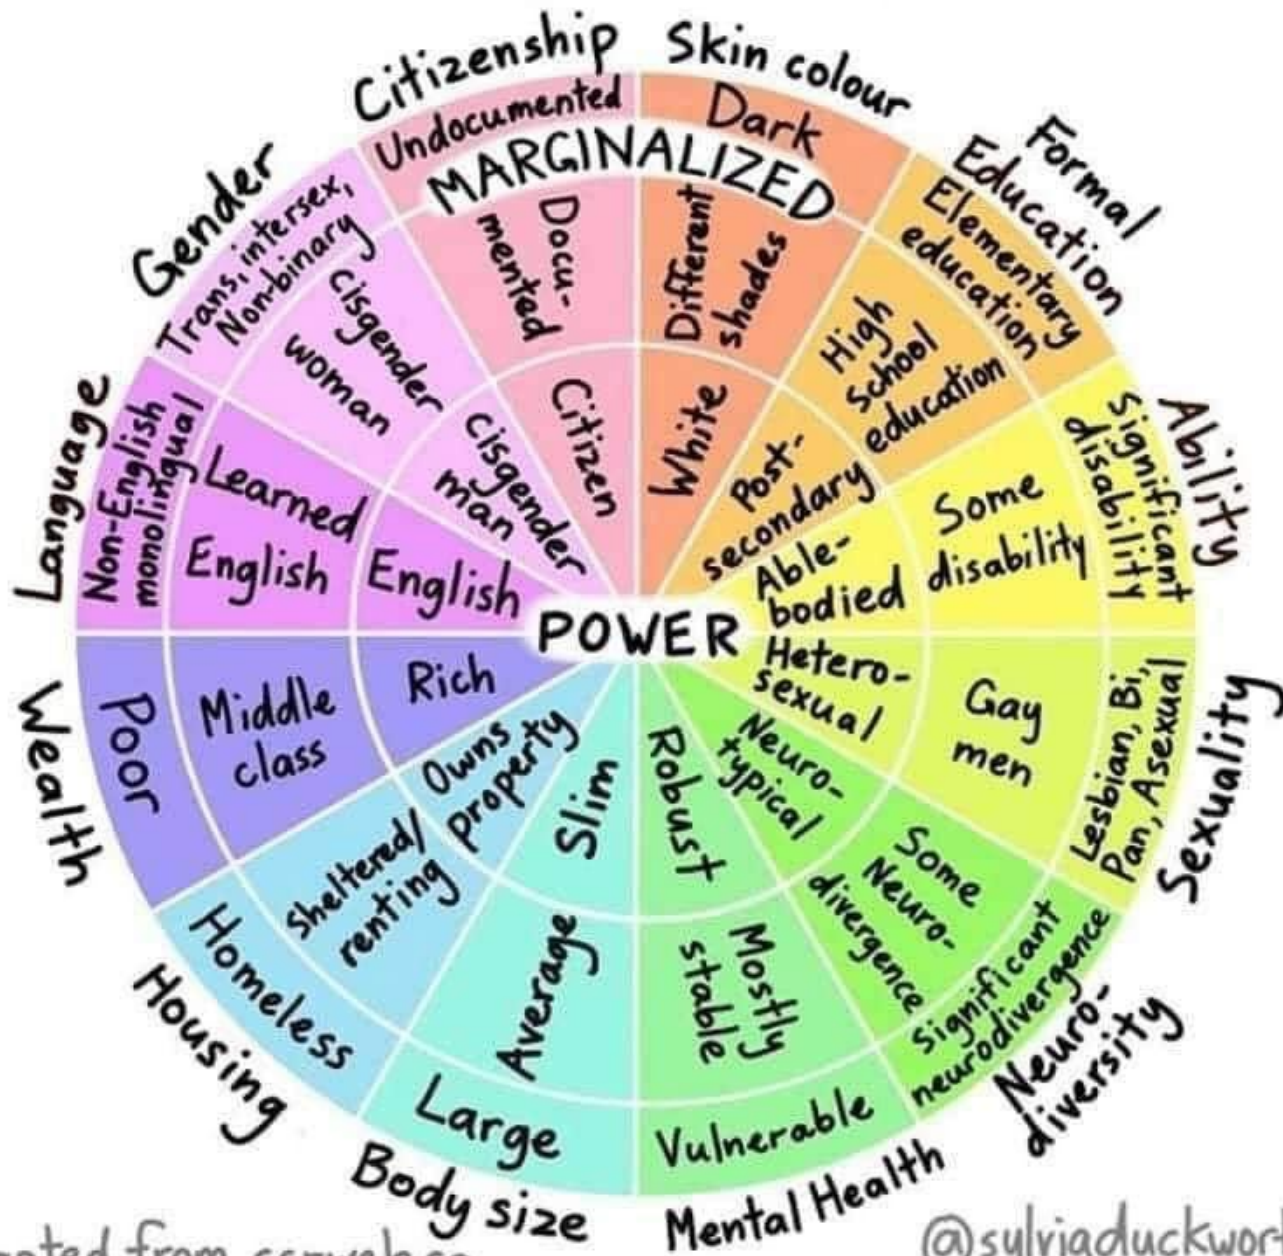 Citizenship
Undocumented
Docu-
mented
Citizen
Skin colour
Dark
Different
shades
White
MARGINALIZED
Formal
Education
Elementary
education
High
school
education
Post-
secondary
Ability
Significant
disability
Some
disability
Able-
bodied
Sexuality
Lesbian, Bi,
Pan, Asexual
Gay
men
Hetero-
sexual
Neuro-
diversity
Significant
neurodivergence
Some
Neuro-
divergence
Neuro-
typical
Mental Health
Vulnerable
Mostly
stable
Robust
Body size
Large
Average
Slim
Housing
Homeless
Sheltered/
renting
Owns
property
Wealth
Poor
Middle
class
Rich
Language
Non-English
monolingual
Learned
English
English
Gender
Trans, intersex,
Non-binary
cisgender
woman
cisgender
man
POWER
from
@sylviaduckwor